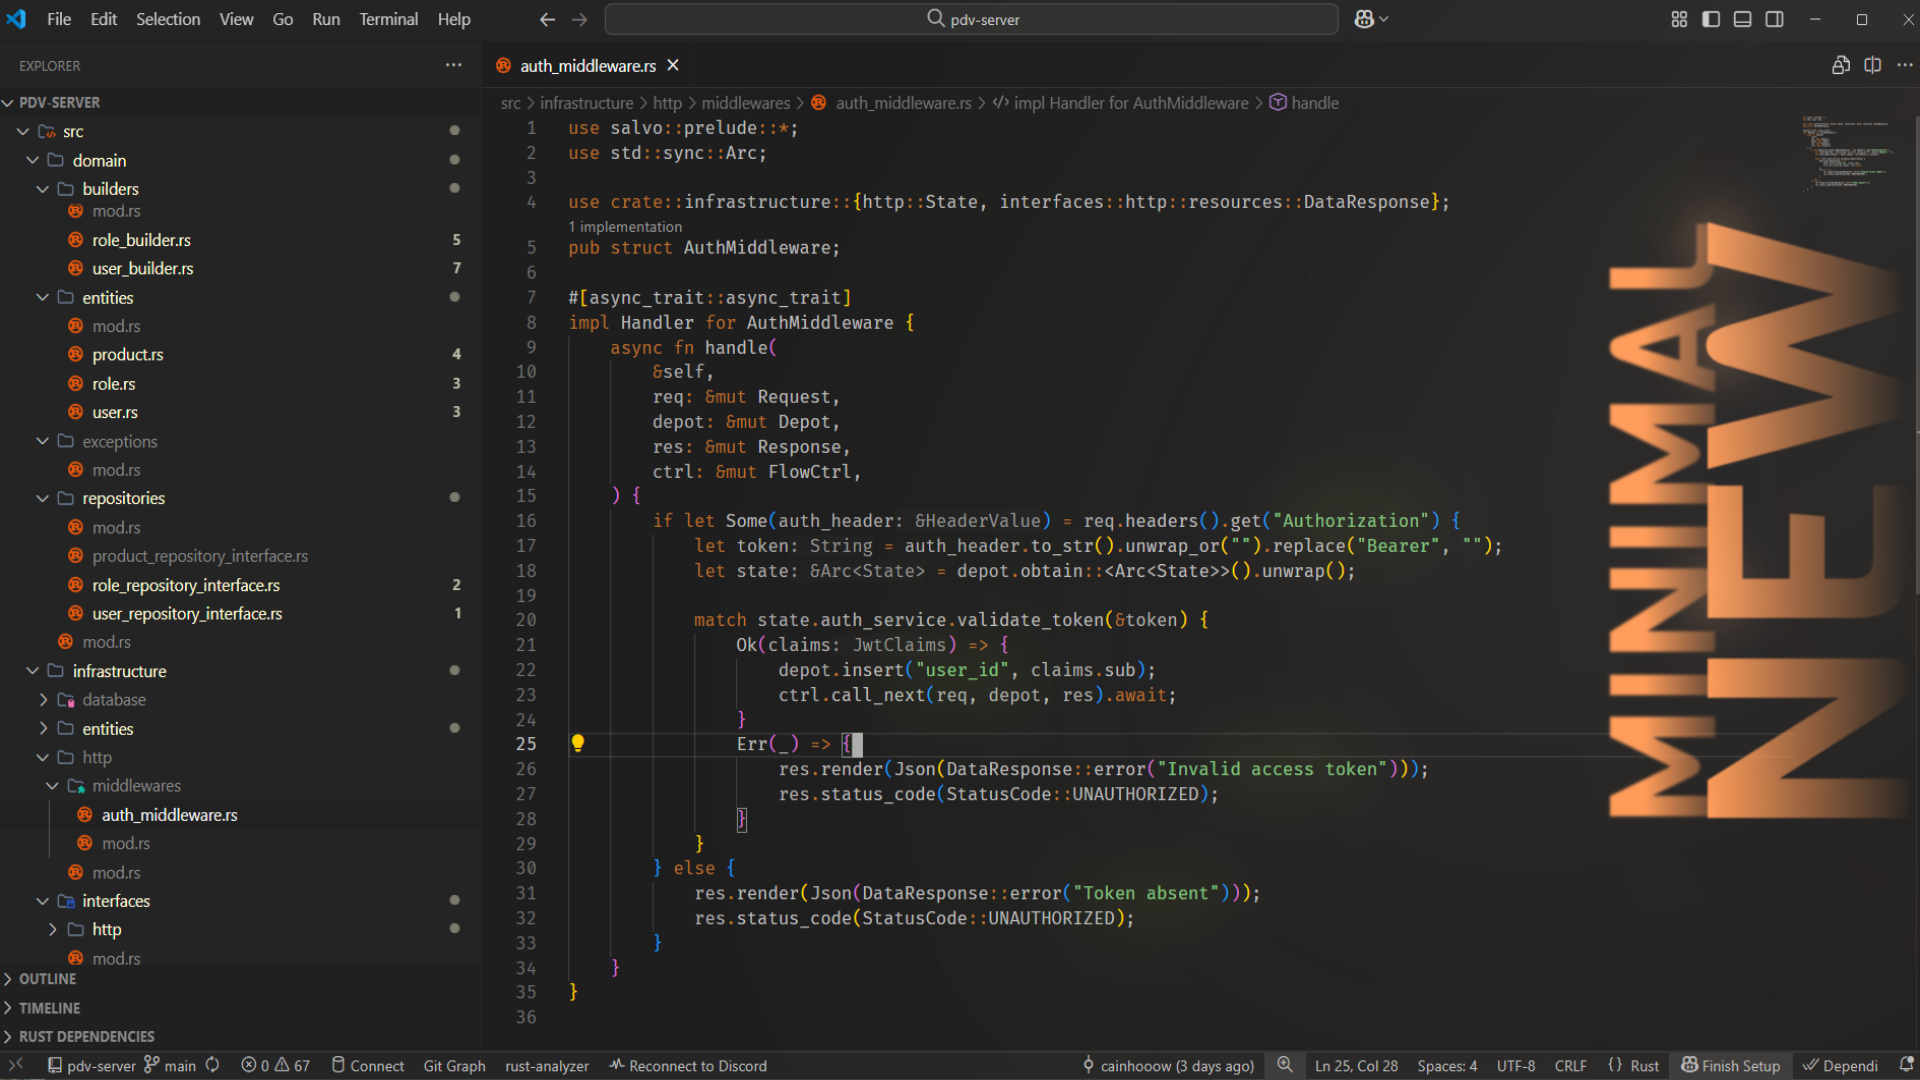 File Edit Selection View Go Run Terminal Help
pdv-server
EXPLORER
PDV-SERVER
src
domain
builders
mod.rs
role_builder.rs 5
user_builder.rs 7
entities
mod.rs
product.rs 4
role.rs 3
user.rs 3
exceptions
mod.rs
repositories
mod.rs
product_repository_interface.rs
role_repository_interface.rs 2
user_repository_interface.rs 1
mod.rs
infrastructure
database
entities
http
middlewares
auth_middleware.rs
mod.rs
mod.rs
interfaces
http
mod.rs
OUTLINE
TIMELINE
RUST DEPENDENCIES
auth_middleware.rs
src > infrastructure > http > middlewares > auth_middleware.rs > impl Handler for AuthMiddleware > handle
1 use salvo::prelude::*;
2 use std::sync::Arc;
3
4 use crate::infrastructure::{http::State, interfaces::http::resources::DataResponse};
1 implementation
5 pub struct AuthMiddleware;
6
7 #[async_trait::async_trait]
8 impl Handler for AuthMiddleware {
9 async fn handle(
10 &self,
11 req: &mut Request,
12 depot: &mut Depot,
13 res: &mut Response,
14 ctrl: &mut FlowCtrl,
15 ) {
16 if let Some(auth_header: &HeaderValue) = req.headers().get("Authorization") {
17 let token: String = auth_header.to_str().unwrap_or("").replace("Bearer", "");
18 let state: &Arc<State> = depot.obtain::<Arc<State>>().unwrap();
19
20 match state.auth_service.validate_token(&token) {
21 Ok(claims: JwtClaims) => {
22 depot.insert("user_id", claims.sub);
23 ctrl.call_next(req, depot, res).await;
24 }
25 Err(_) => {
26 res.render(Json(DataResponse::error("Invalid access token")));
27 res.status_code(StatusCode::UNAUTHORIZED);
28 }
29 }
30 } else {
31 res.render(Json(DataResponse::error("Token absent")));
32 res.status_code(StatusCode::UNAUTHORIZED);
33 }
34 }
35 }
36
MINIMAL
NEW
pdv-server main 0 67 Connect Git Graph rust-analyzer Reconnect to Discord cainhooow (3 days ago) Ln 25, Col 28 Spaces: 4 UTF-8 CRLF {} Rust Finish Setup Dependi